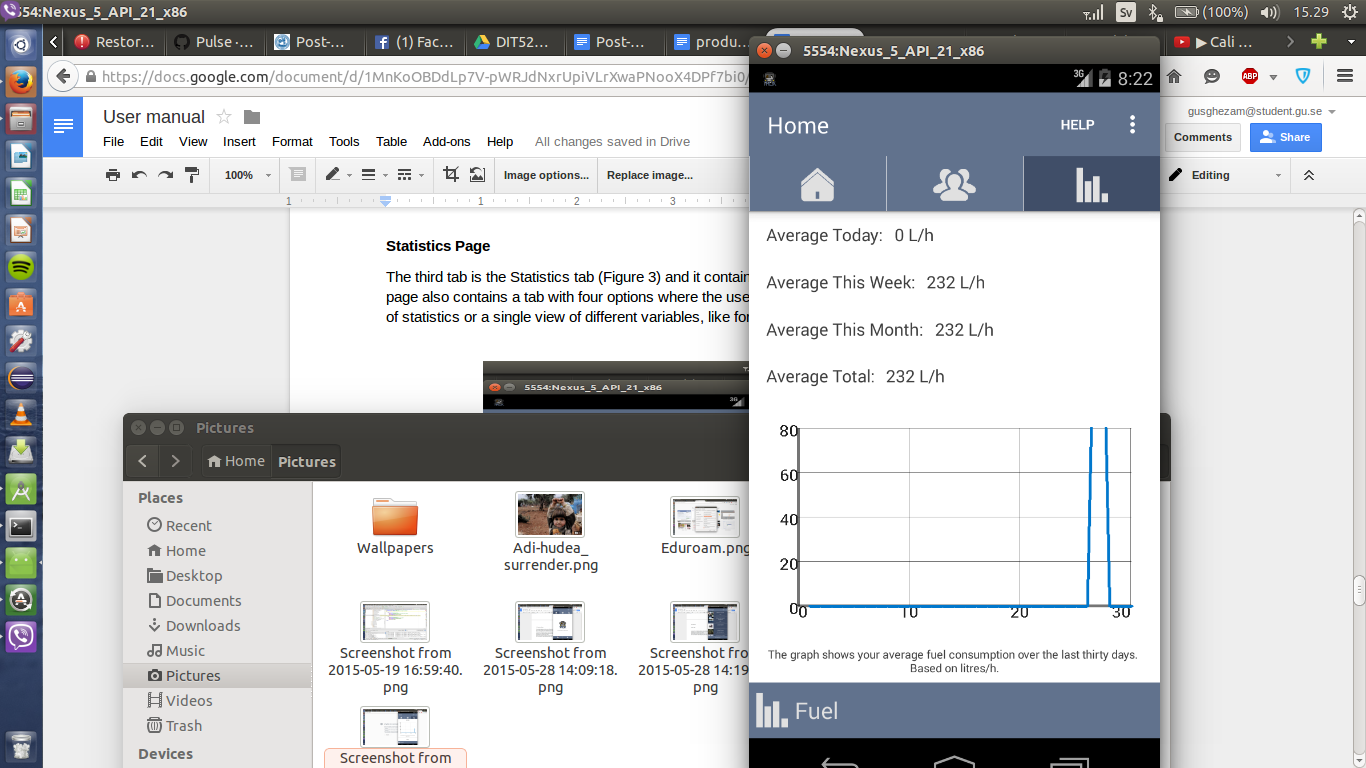 5554:Nexus_5_API_21_x86
Sv
(100%)
15.29
Restor...
Pulse ·...
Post-...
(1) Fac...
DIT52...
Post-...
produ...
▶ Cali ...
https://docs.google.com/document/d/1MnKoOBDdLp7V-pWRJdNxrUpiVLrXwaPNooX4DPf7bi0/
ABP
User manual
gusghezam@student.gu.se
File Edit View Insert Format Tools Table Add-ons Help All changes saved in Drive
Comments
Share
100%
Image options...
Replace image...
Editing
1 1 2 3
Statistics Page
The third tab is the Statistics tab (Figure 3) and it contain
page also contains a tab with four options where the use
of statistics or a single view of different variables, like for
5554:Nexus_5_API_21_x86
3G
5554:Nexus_5_API_21_x86
3G
8:22
Home
HELP
Average Today: 0 L/h
Average This Week: 232 L/h
Average This Month: 232 L/h
Average Total: 232 L/h
80
60
40
20
0
0 10 20 30
The graph shows your average fuel consumption over the last thirty days.
Based on litres/h.
Fuel
Pictures
Home
Pictures
Places
Recent
Home
Desktop
Documents
Downloads
Music
Pictures
Videos
Trash
Devices
Wallpapers
Adi-hudea_
surrender.png
Eduroam.png
Screenshot from
2015-05-19 16:59:40.
png
Screenshot from
2015-05-28 14:09:18.
png
Screenshot fro
2015-05-28 14:19
png
Screenshot from